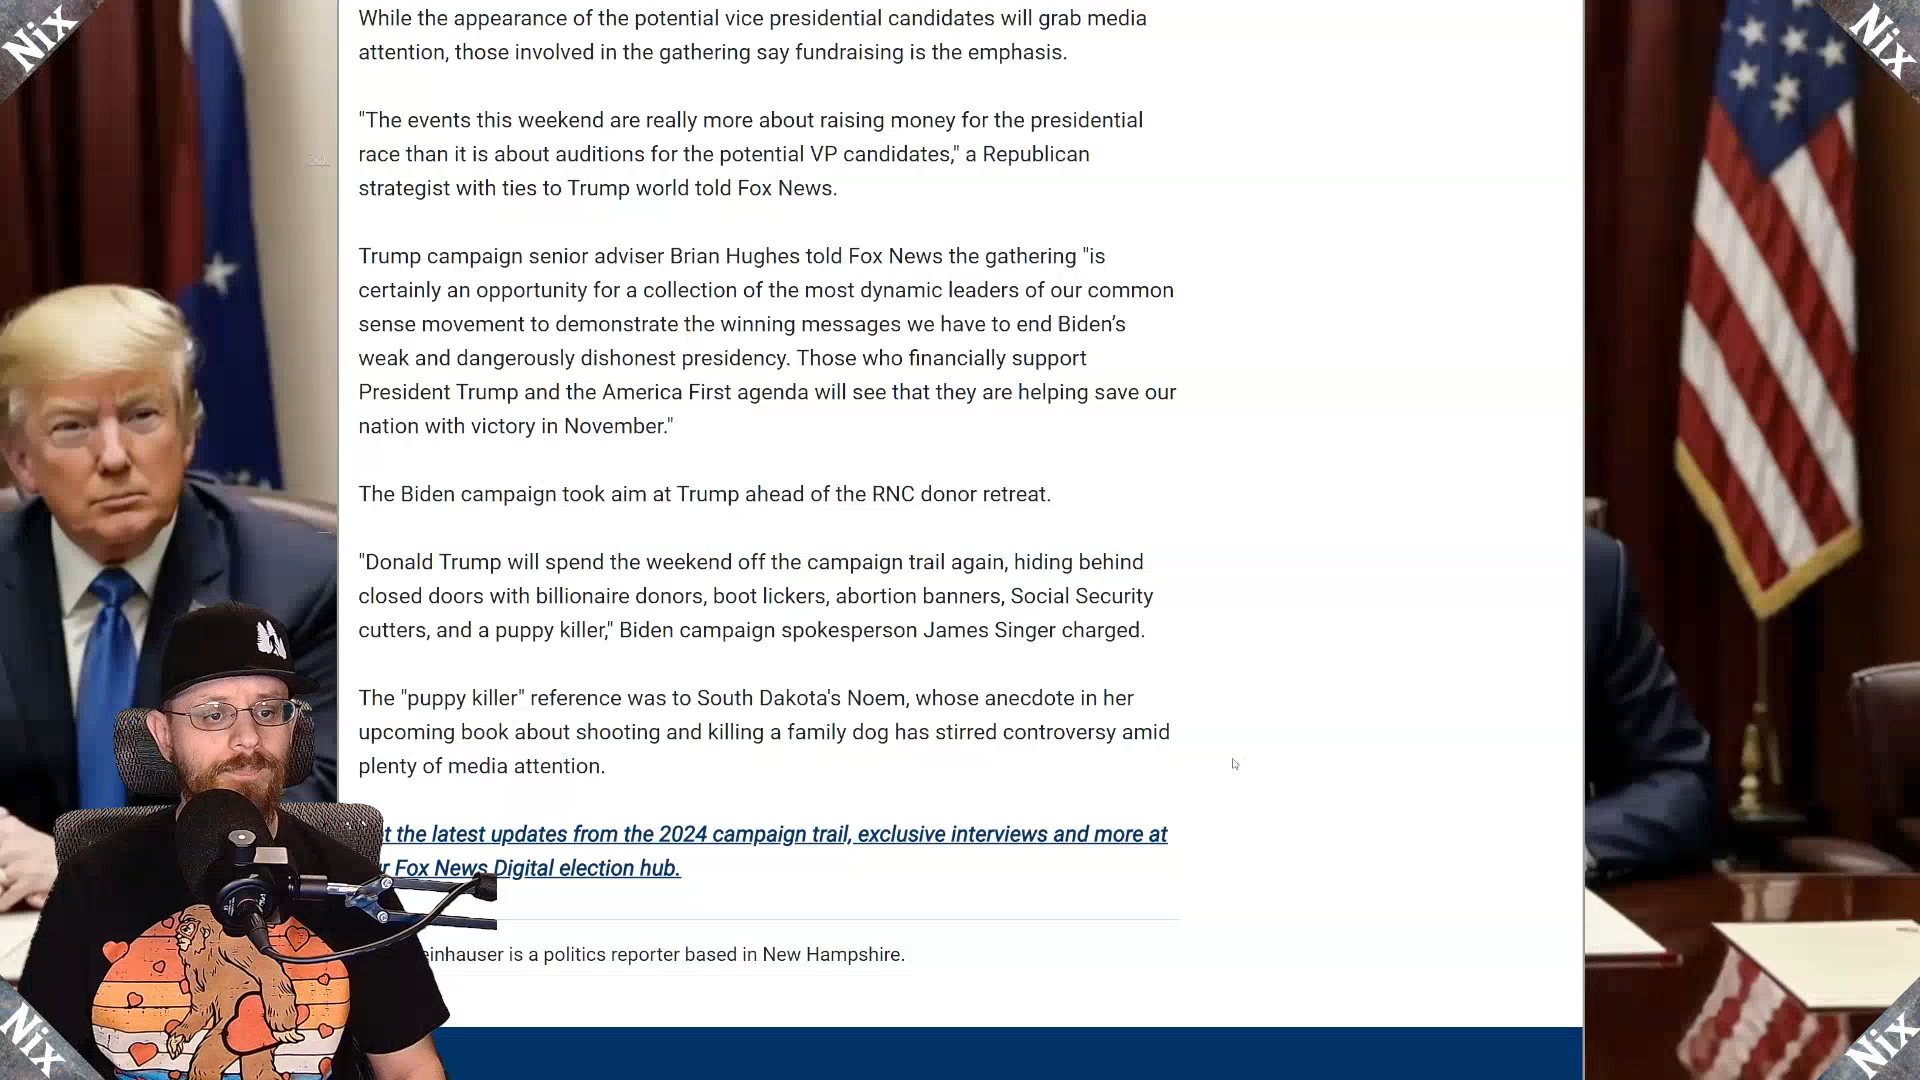 Nix
Nix
While the appearance of the potential vice presidential candidates will grab media
attention, those involved in the gathering say fundraising is the emphasis.
"The events this weekend are really more about raising money for the presidential
race than it is about auditions for the potential VP candidates," a Republican
strategist with ties to Trump world told Fox News.
Trump campaign senior adviser Brian Hughes told Fox News the gathering "is
certainly an opportunity for a collection of the most dynamic leaders of our common
sense movement to demonstrate the winning messages we have to end Biden’s
weak and dangerously dishonest presidency. Those who financially support
President Trump and the America First agenda will see that they are helping save our
nation with victory in November."
The Biden campaign took aim at Trump ahead of the RNC donor retreat.
"Donald Trump will spend the weekend off the campaign trail again, hiding behind
closed doors with billionaire donors, boot lickers, abortion banners, Social Security
cutters, and a puppy killer," Biden campaign spokesperson James Singer charged.
The "puppy killer" reference was to South Dakota's Noem, whose anecdote in her
upcoming book about shooting and killing a family dog has stirred controversy amid
plenty of media attention.
the latest updates from the 2024 campaign trail, exclusive interviews and more at
Fox News Digital election hub.
einhauser is a politics reporter based in New Hampshire.
Nix
Nix